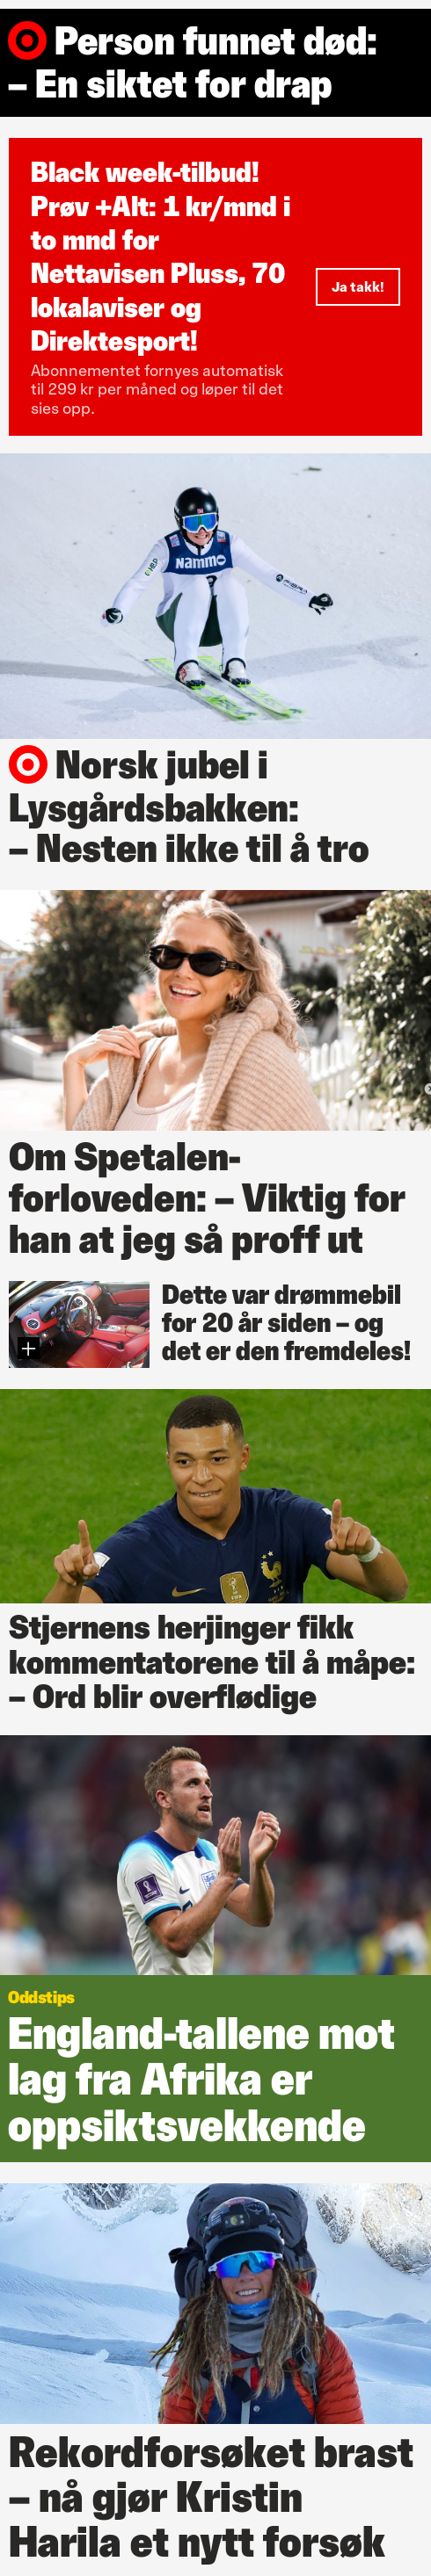 Person funnet død:
– En siktet for drap
Black week-tilbud!
Prøv +Alt: 1 kr/mnd i
to mnd for
Nettavisen Pluss, 70
lokalaviser og
Direktesport!
Ja takk!
Abonnementet fornyes automatisk
til 299 kr per måned og løper til det
sies opp.
Nammo
Norsk jubel i
Lysgårdsbakken:
– Nesten ikke til å tro
Om Spetalen-
forloveden: – Viktig for
han at jeg så proff ut
Dette var drømmebil
for 20 år siden – og
det er den fremdeles!
Stjernens herjinger fikk
kommentatorene til å måpe:
– Ord blir overflødige
Oddstips
England-tallene mot
lag fra Afrika er
oppsiktsvekkende
Rekordforsøket brast
– nå gjør Kristin
Harila et nytt forsøk